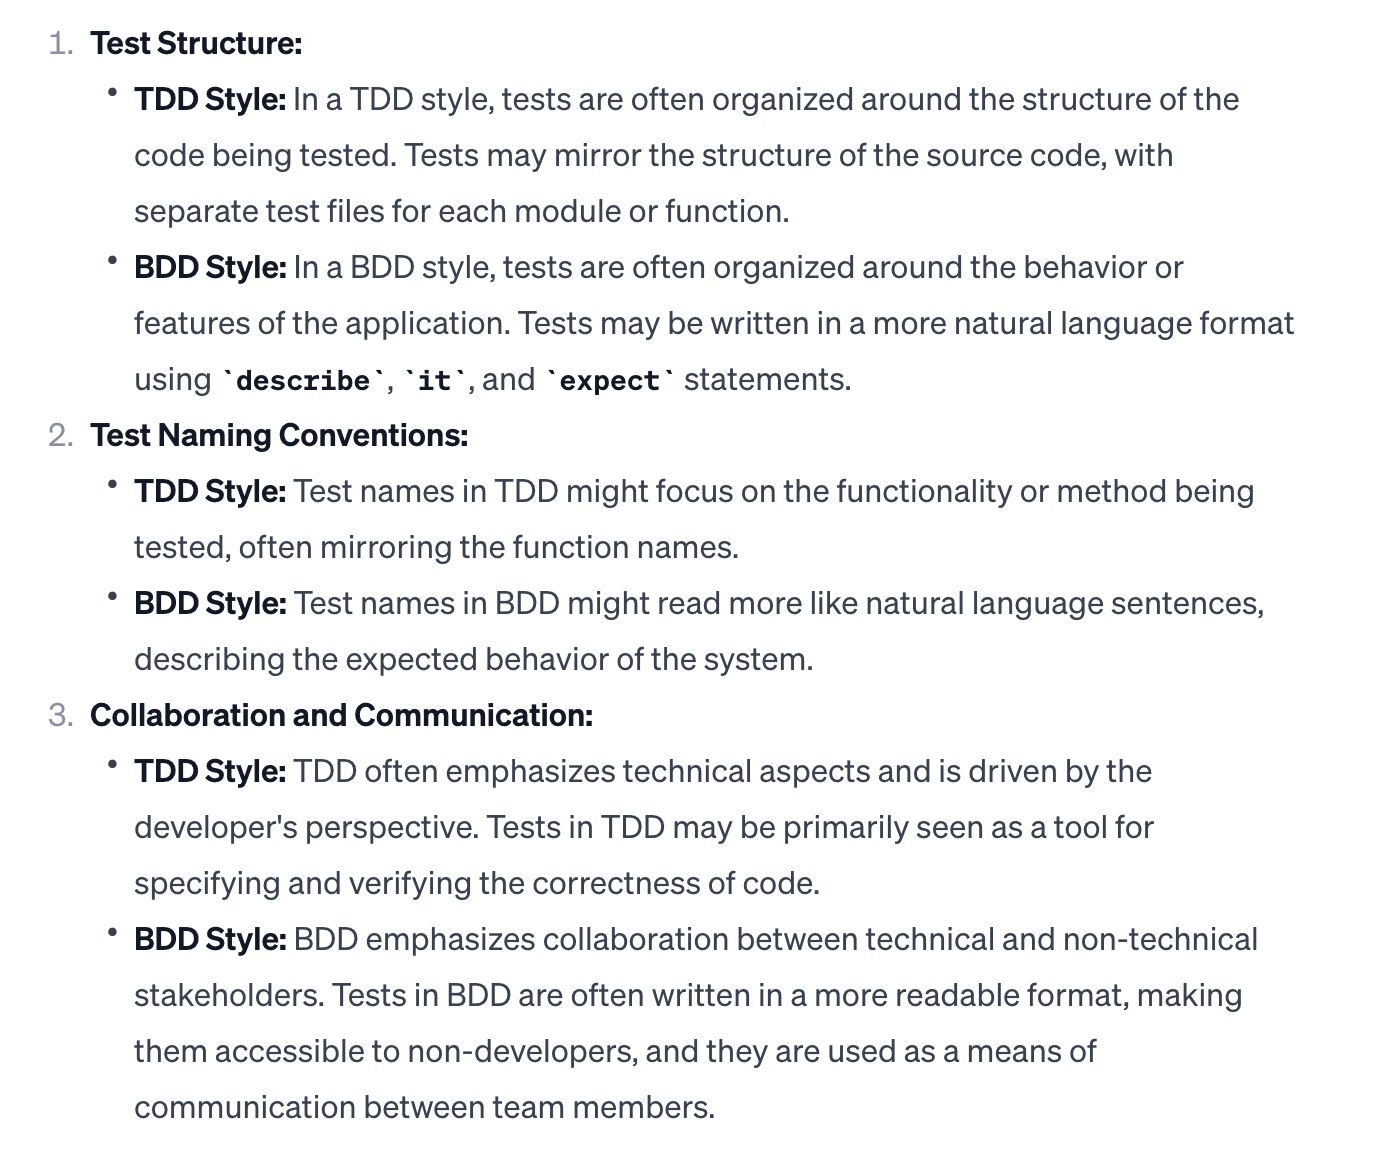 1. Test Structure:
• TDD Style: In a TDD style, tests are often organized around the structure of the
code being tested. Tests may mirror the structure of the source code, with
separate test files for each module or function.
• BDD Style: In a BDD style, tests are often organized around the behavior or
features of the application. Tests may be written in a more natural language format
using `describe`, `it`, and `expect` statements.
2. Test Naming Conventions:
• TDD Style: Test names in TDD might focus on the functionality or method being
tested, often mirroring the function names.
• BDD Style: Test names in BDD might read more like natural language sentences,
describing the expected behavior of the system.
3. Collaboration and Communication:
• TDD Style: TDD often emphasizes technical aspects and is driven by the
developer's perspective. Tests in TDD may be primarily seen as a tool for
specifying and verifying the correctness of code.
• BDD Style: BDD emphasizes collaboration between technical and non-technical
stakeholders. Tests in BDD are often written in a more readable format, making
them accessible to non-developers, and they are used as a means of
communication between team members.